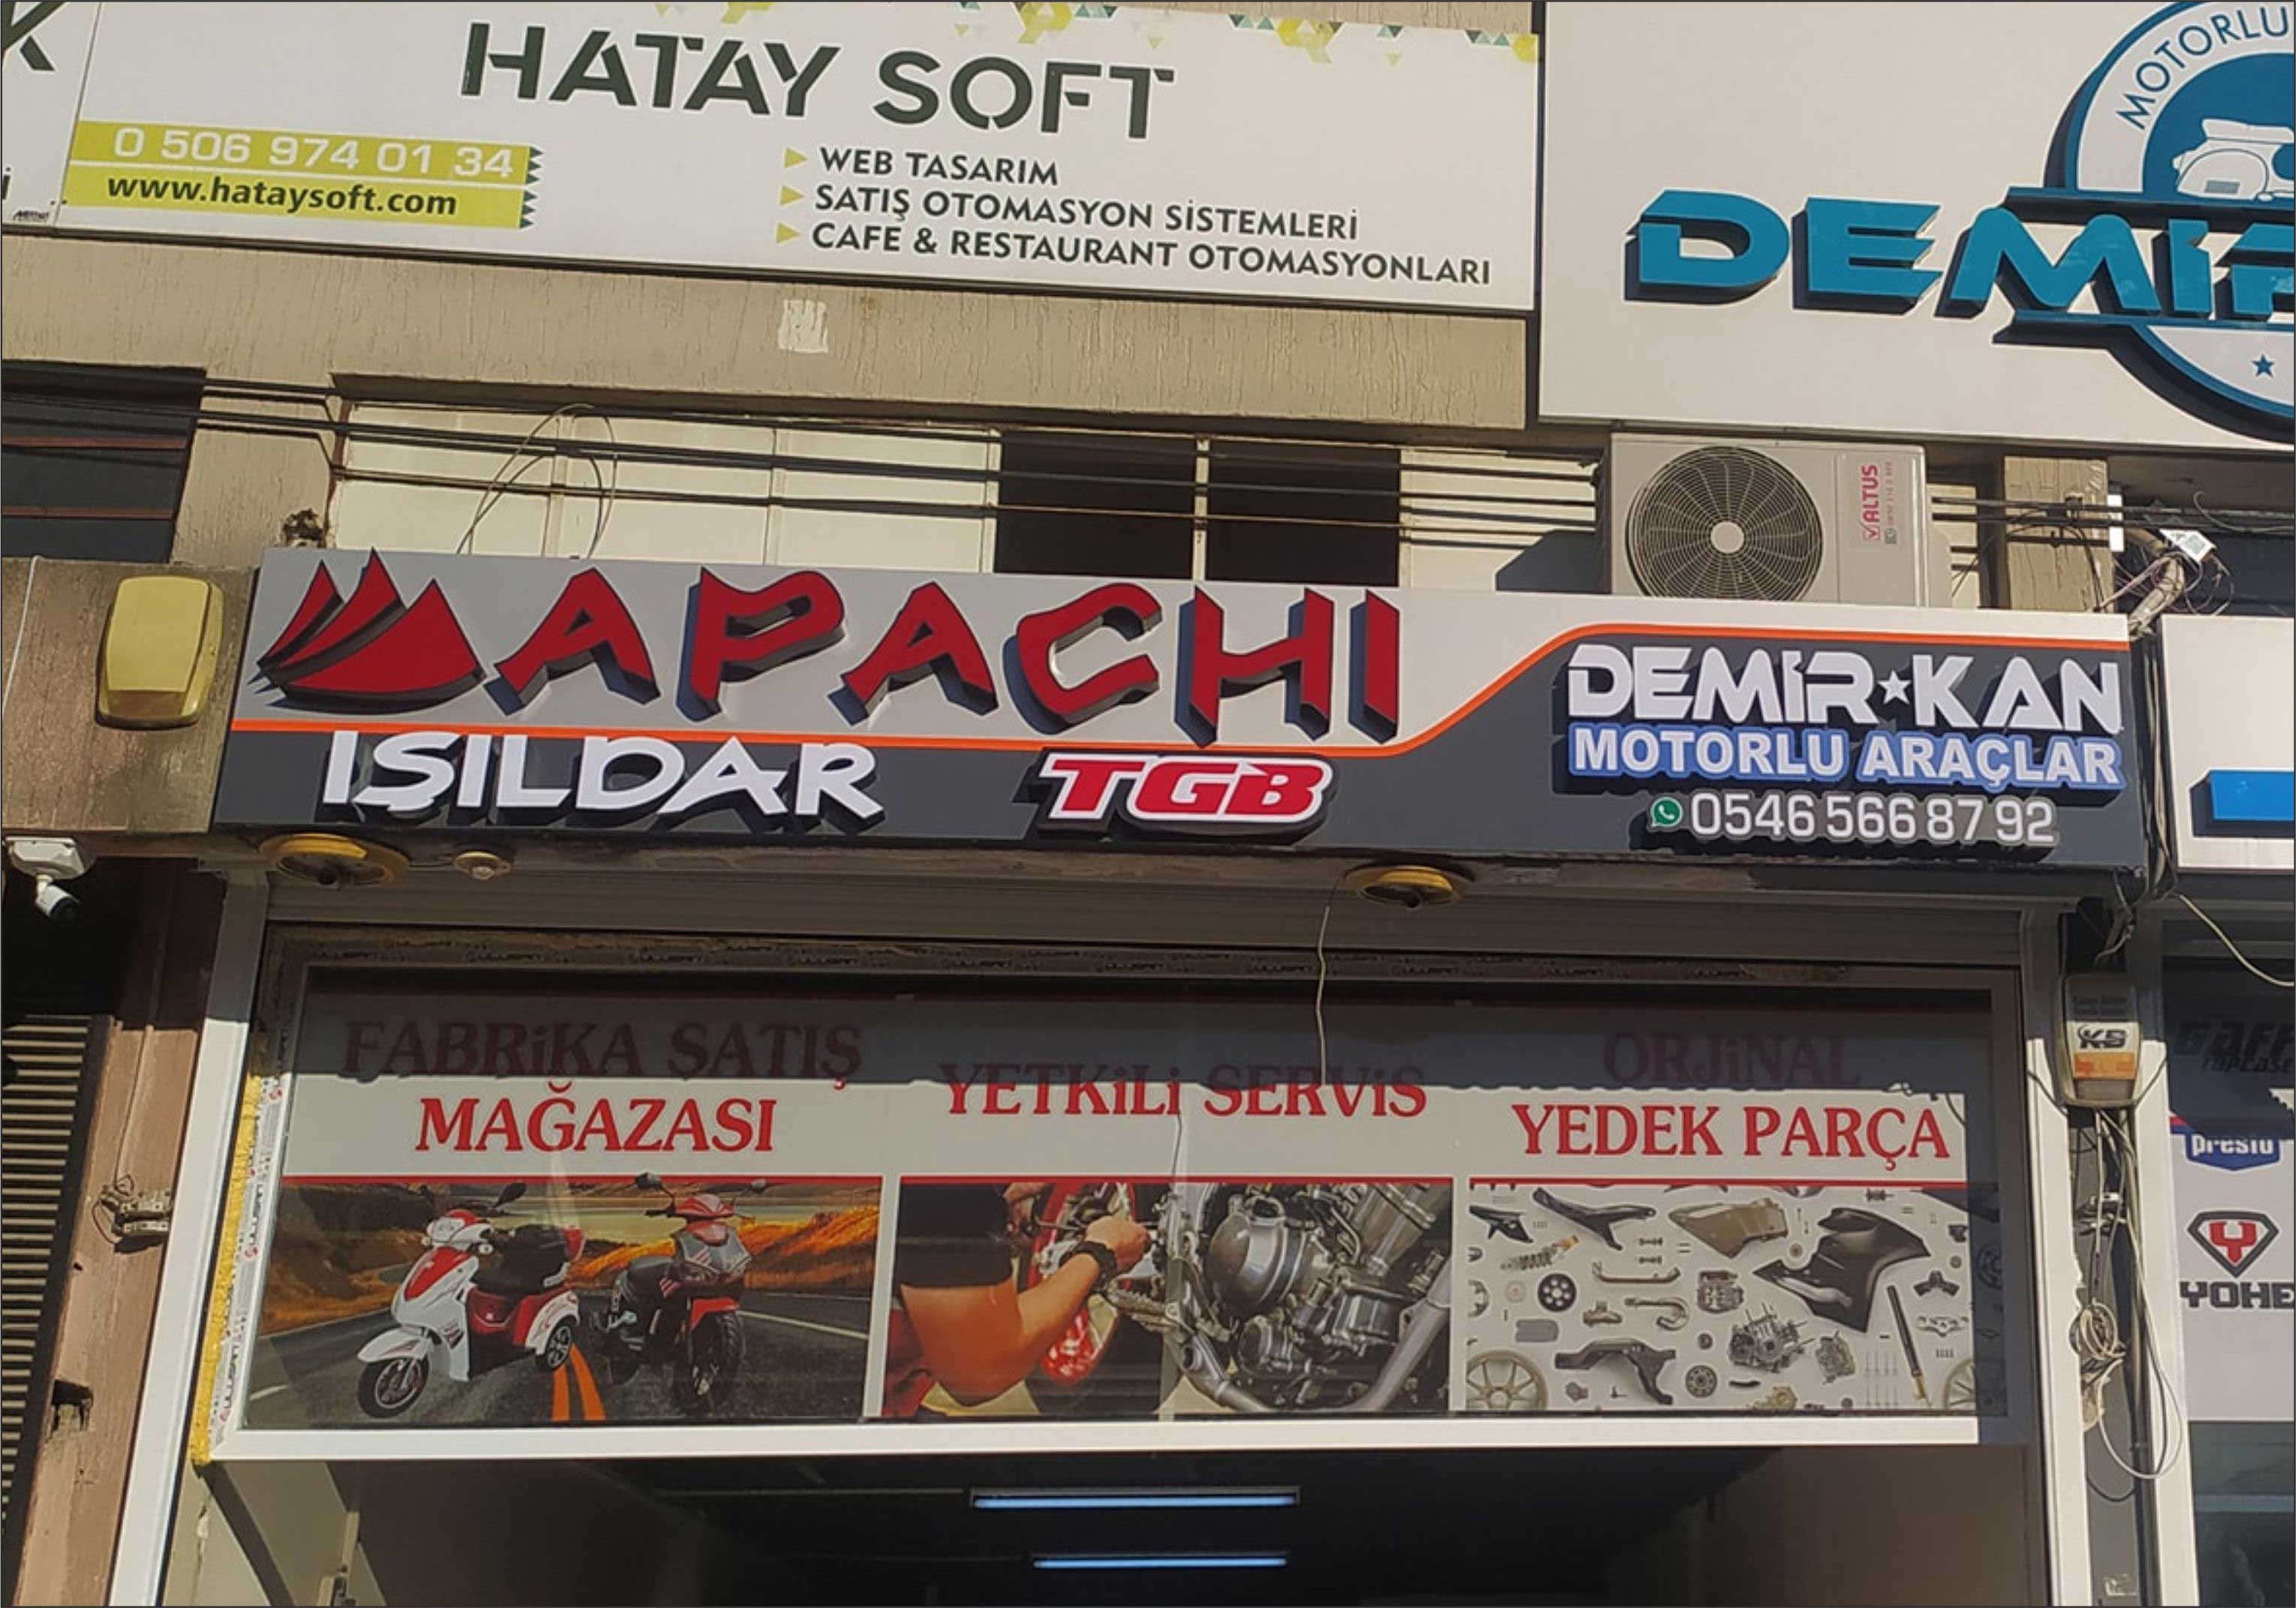 HATAY SOFT
0 506 974 01 34
www.hataysoft.com
WEB TASARIM
SATIŞ OTOMASYON SİSTEMLERİ
CAFE & RESTAURANT OTOMASYONLARI
MOTORLU
DEMİR
ALTUS
APACHI
IŞILDAR
TGB
DEMİR★KAN
MOTORLU ARAÇLAR
0546 566 87 92
FABRİKA SATIŞ
MAĞAZASI
YETKİLİ SERVİS
ORJİNAL
YEDEK PARÇA
KS
presto
YOHE